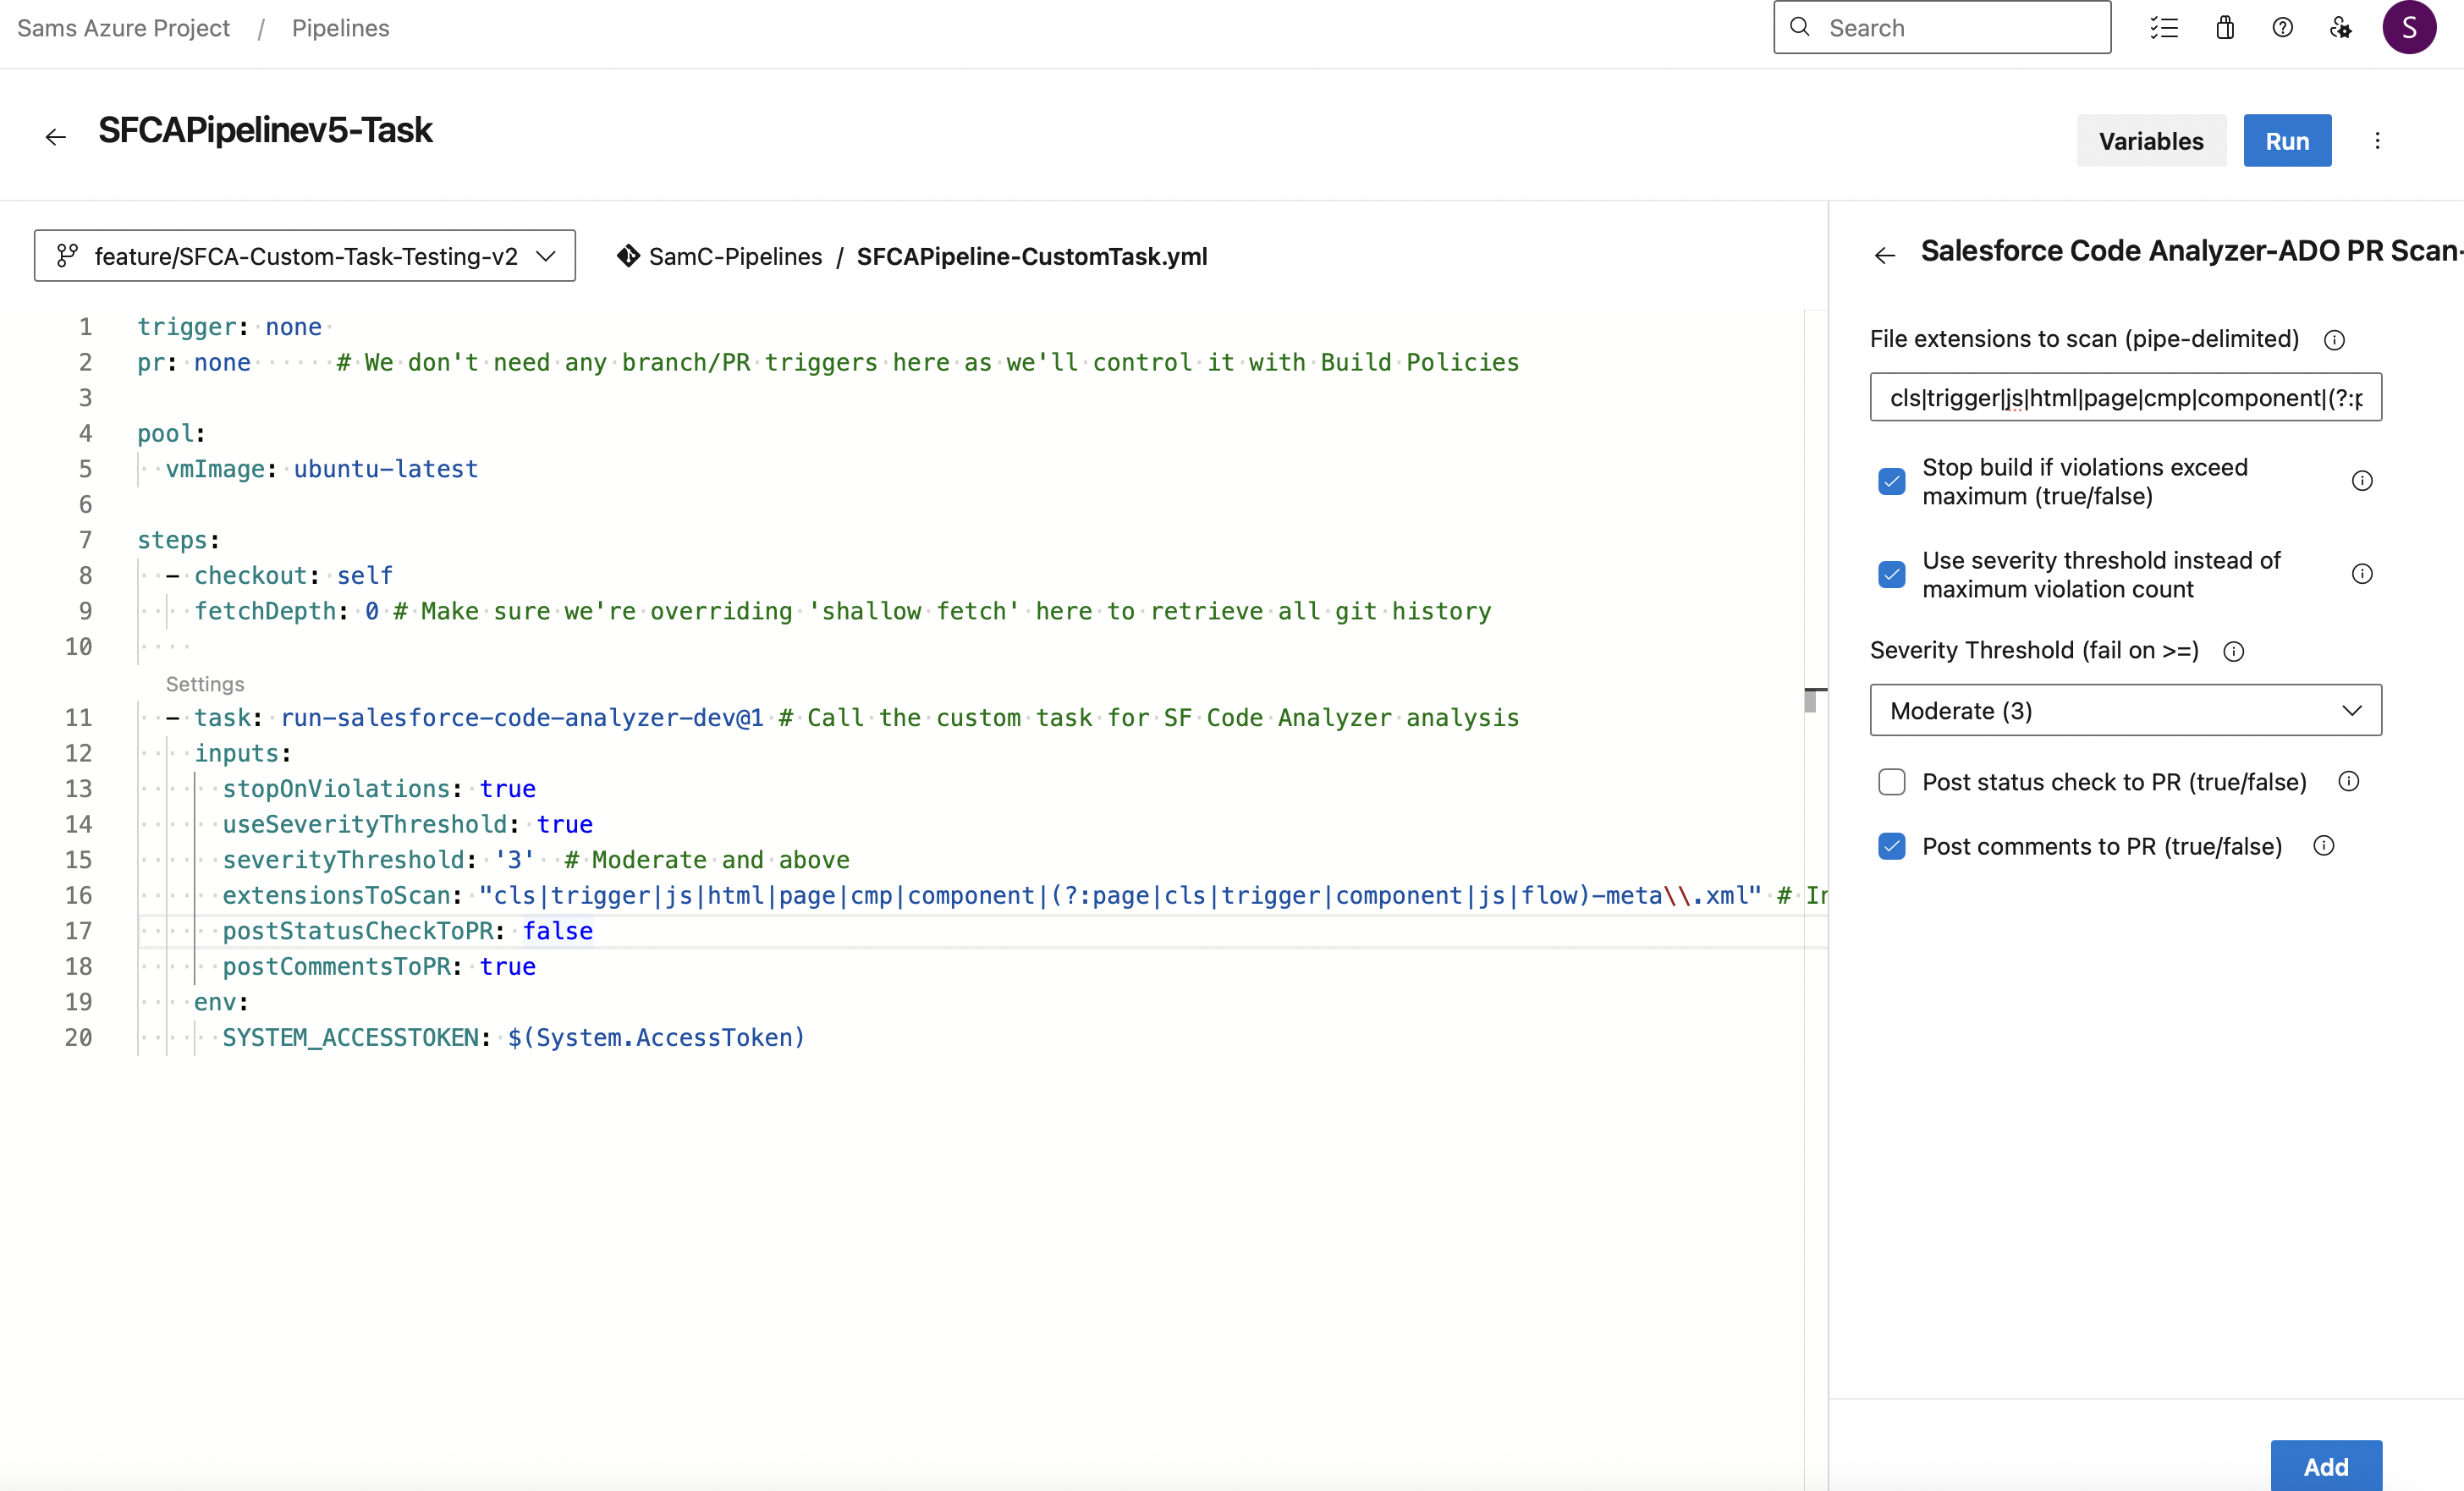 Sams Azure Project / Pipelines
Search
S
SFCAPipelinev5-Task
Variables
Run
feature/SFCA-Custom-Task-Testing-v2
SamC-Pipelines / SFCAPipeline-CustomTask.yml
1 trigger: none
2 pr: none # We don't need any branch/PR triggers here as we'll control it with Build Policies
3
4 pool:
5 vmImage: ubuntu-latest
6
7 steps:
8 - checkout: self
9 fetchDepth: 0 # Make sure we're overriding 'shallow fetch' here to retrieve all git history
10
Settings
11 - task: run-salesforce-code-analyzer-dev@1 # Call the custom task for SF Code Analyzer analysis
12 inputs:
13 stopOnViolations: true
14 useSeverityThreshold: true
15 severityThreshold: '3' # Moderate and above
16 extensionsToScan: "cls|trigger|js|html|page|cmp|component|(?:page|cls|trigger|component|js|flow)-meta\\.xml" #
17 postStatusCheckToPR: false
18 postCommentsToPR: true
19 env:
20 SYSTEM_ACCESSTOKEN: $(System.AccessToken)
Salesforce Code Analyzer-ADO PR Scan-
File extensions to scan (pipe-delimited)
cls|trigger|js|html|page|cmp|component|(?:p
Stop build if violations exceed
maximum (true/false)
Use severity threshold instead of
maximum violation count
Severity Threshold (fail on >=)
Moderate (3)
Post status check to PR (true/false)
Post comments to PR (true/false)
Add